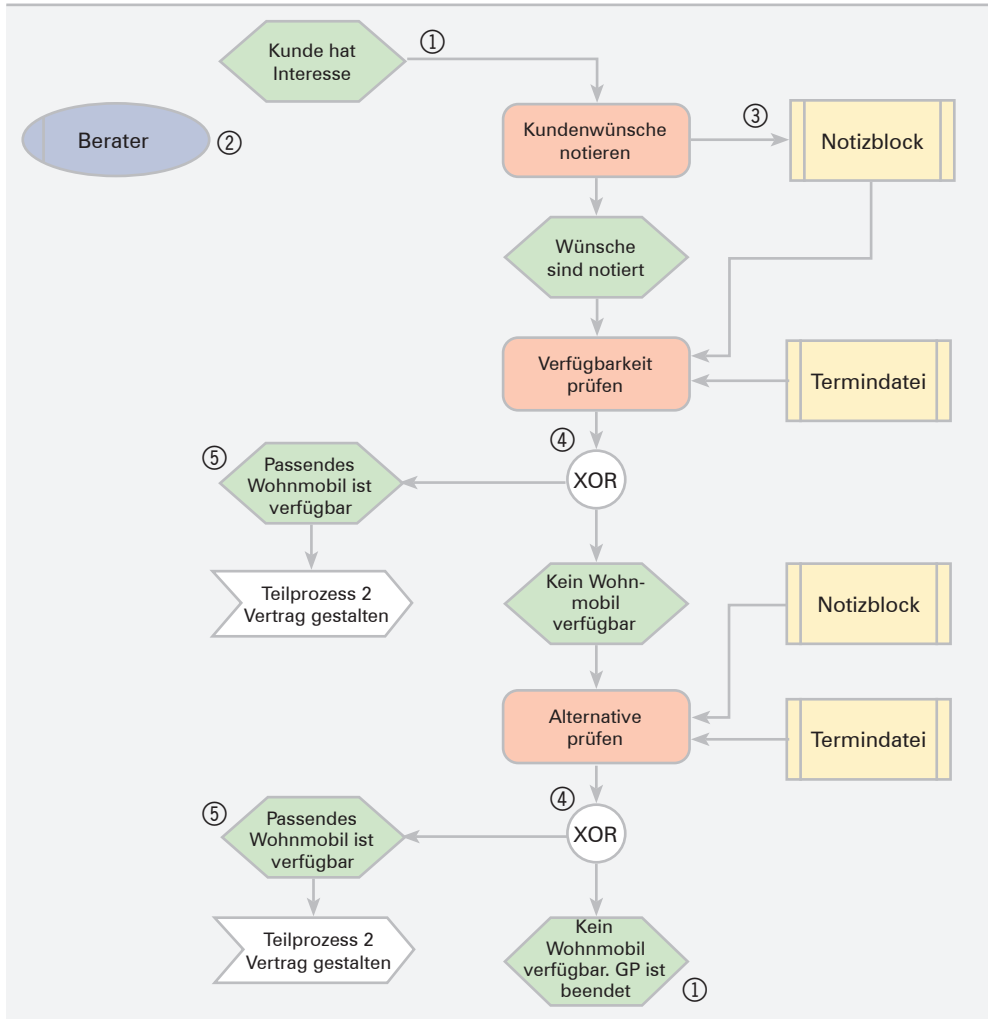 Kunde hat
Interesse
①
Berater
②
Kundenwünsche
notieren
③
Notizblock
Wünsche
sind notiert
Verfügbarkeit
prüfen
Termindatei
④
XOR
⑤
Passendes
Wohnmobil ist
verfügbar
Teilprozess 2
Vertrag gestalten
Kein Wohn-
mobil
verfügbar
Notizblock
Alternative
prüfen
Termindatei
④
XOR
⑤
Passendes
Wohnmobil ist
verfügbar
Teilprozess 2
Vertrag gestalten
Kein
Wohnmobil
verfügbar. GP ist
beendet
①